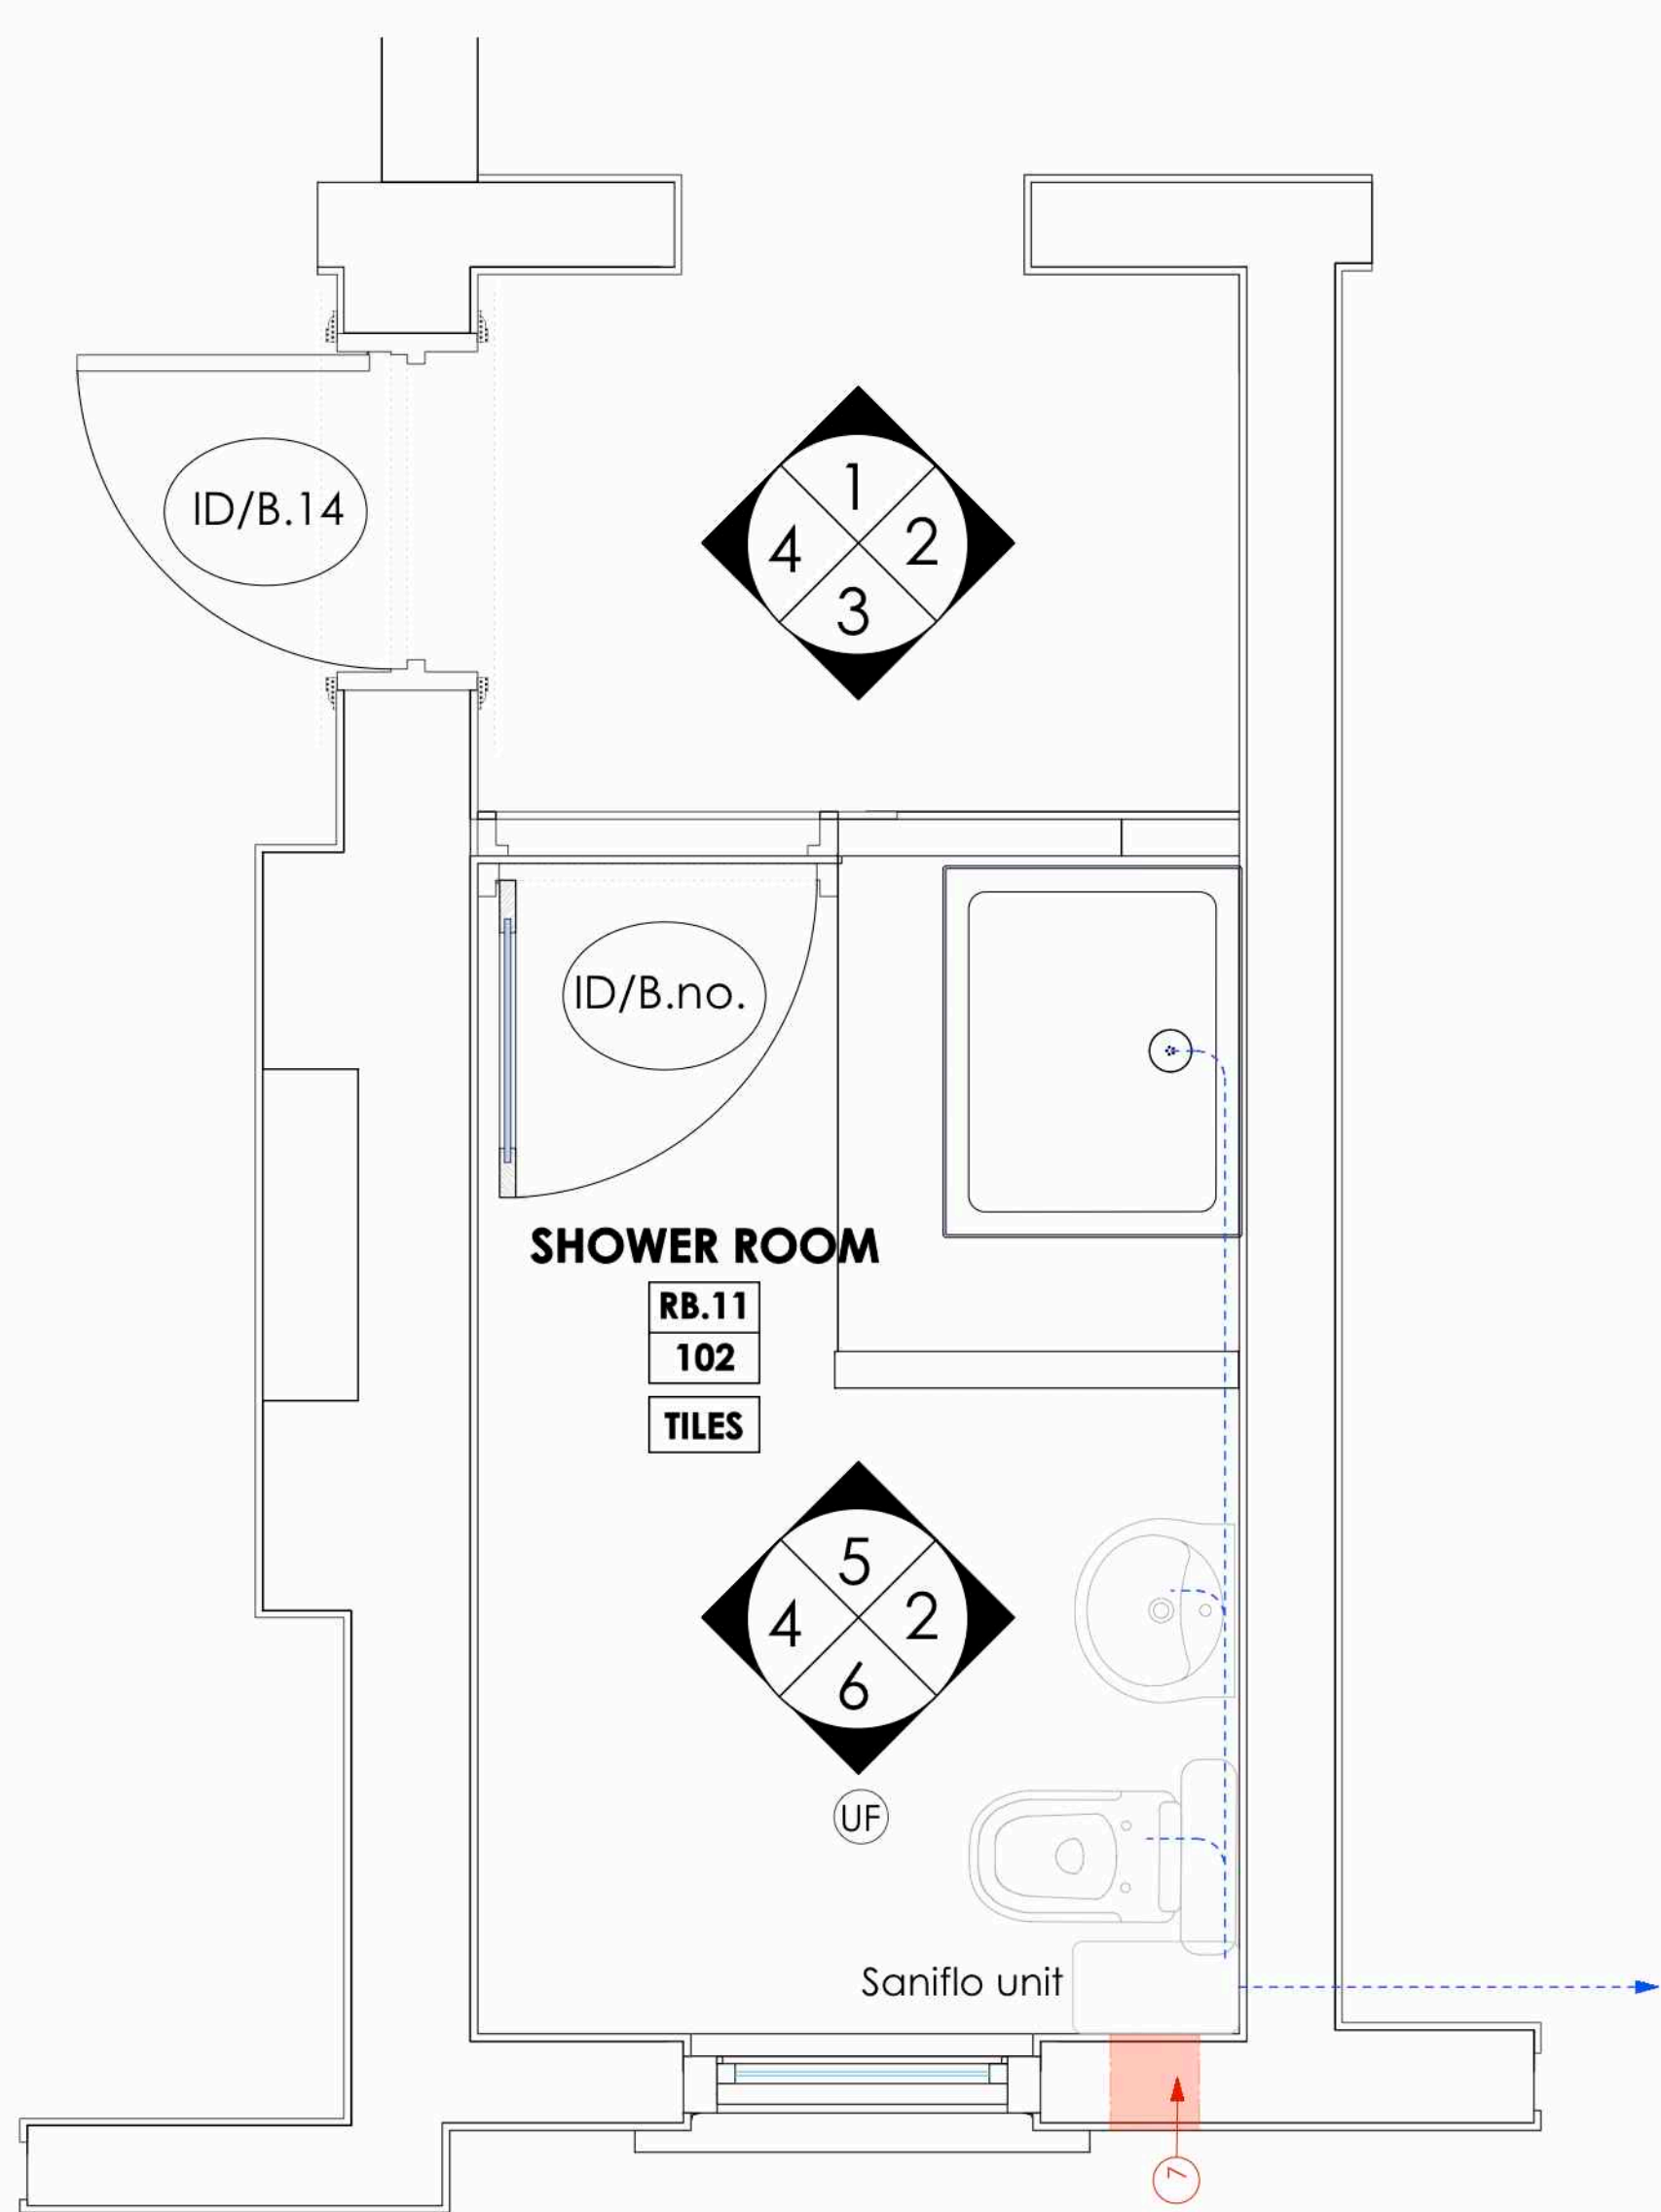 1
4 2
3
ID/B.14
ID/B.no.
SHOWER ROOM
RB.11
102
TILES
5
4 2
6
UF
Saniflo unit
7